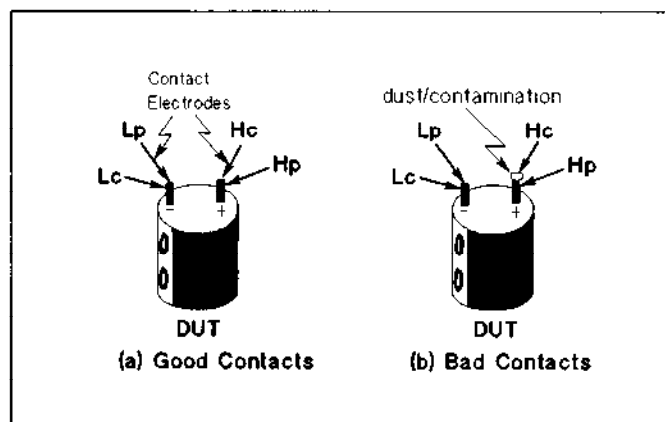 Contact
Electrodes
Lp
Hc
Lc
Hp
-
+
DUT
(a) Good Contacts
dust/contamination
Lp
Hc
Lc
Hp
-
+
DUT
(b) Bad Contacts